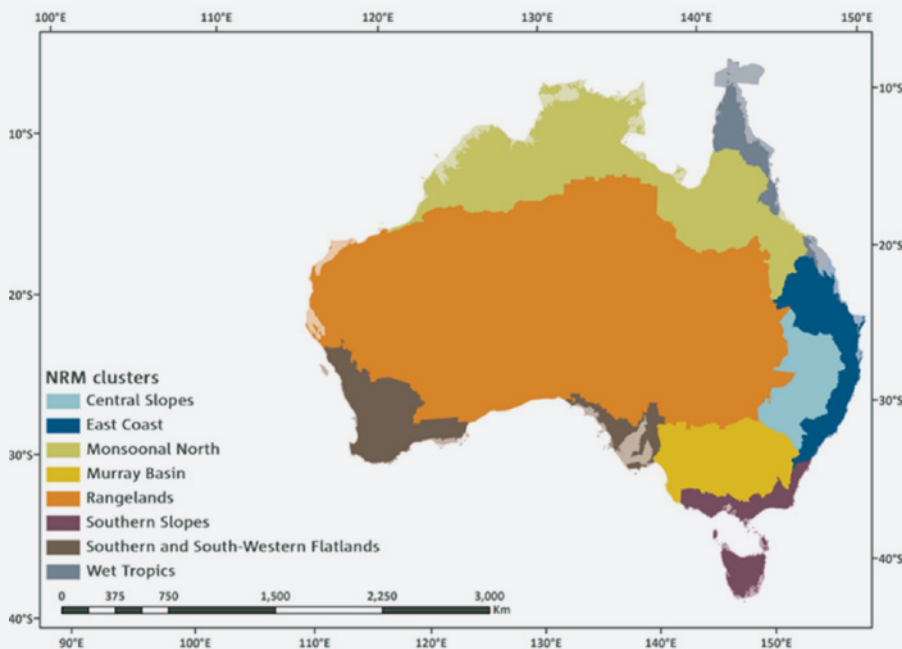 100°E 110°E 120°E 130°E 140°E 150°E
10°S
10°S
20°S
20°S
NRM clusters
Central Slopes
30°S
East Coast
Monsoonal North
30°S
Murray Basin
Rangelands
Southern Slopes
Southern and South-Western Flatlands
40°S
Wet Tropics
0 375 750 1,500 2,250 3,000
Km
40°S
90°E 100°E 110°E 120°E 130°E 140°E 150°E